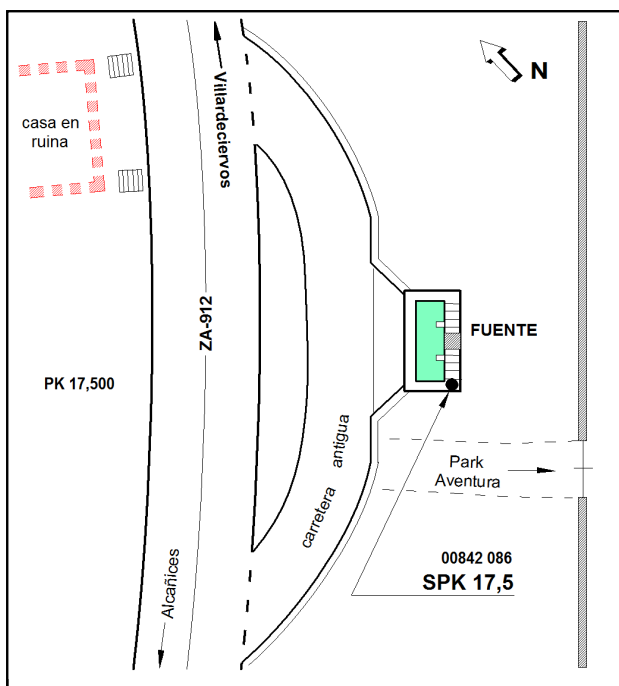 N
casa en
ruina
Villardeciervos
ZA-912
FUENTE
PK 17,500
carretera antigua
Park
Aventura
Alcañices
00842 086
SPK 17,5